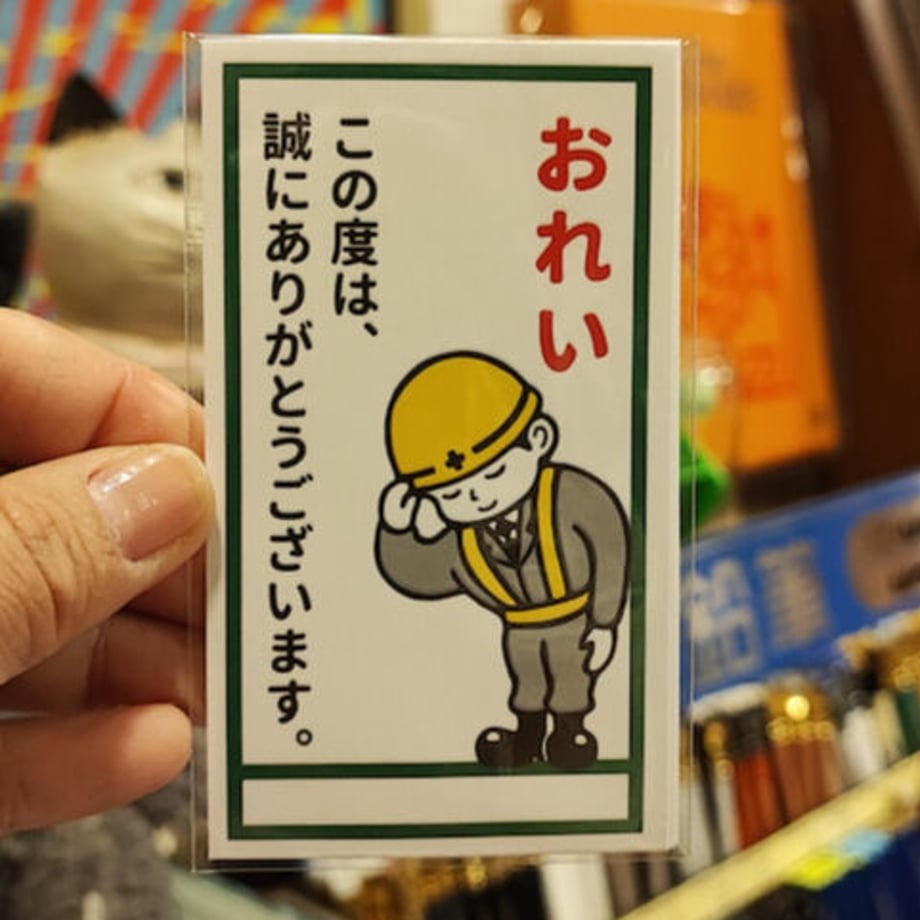 おれい
この度は、
誠にありがとうございます。